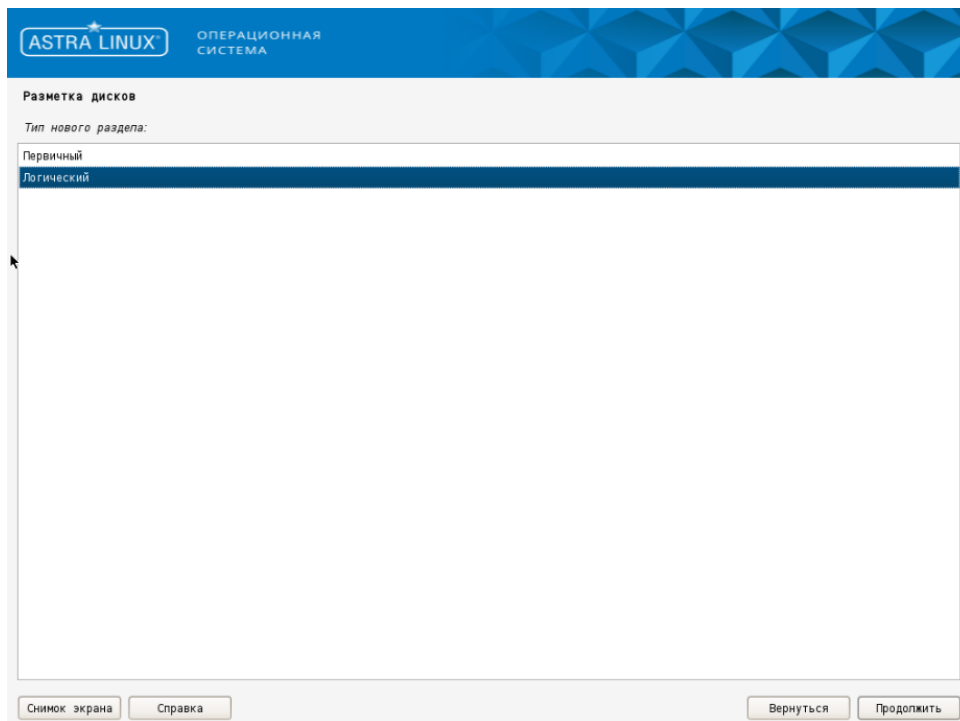 ASTRA LINUX®
ОПЕРАЦИОННАЯ
СИСТЕМА
Разметка дисков
Тип нового раздела:
Первичный
Логический
Снимок экрана
Справка
Вернуться
Продолжить